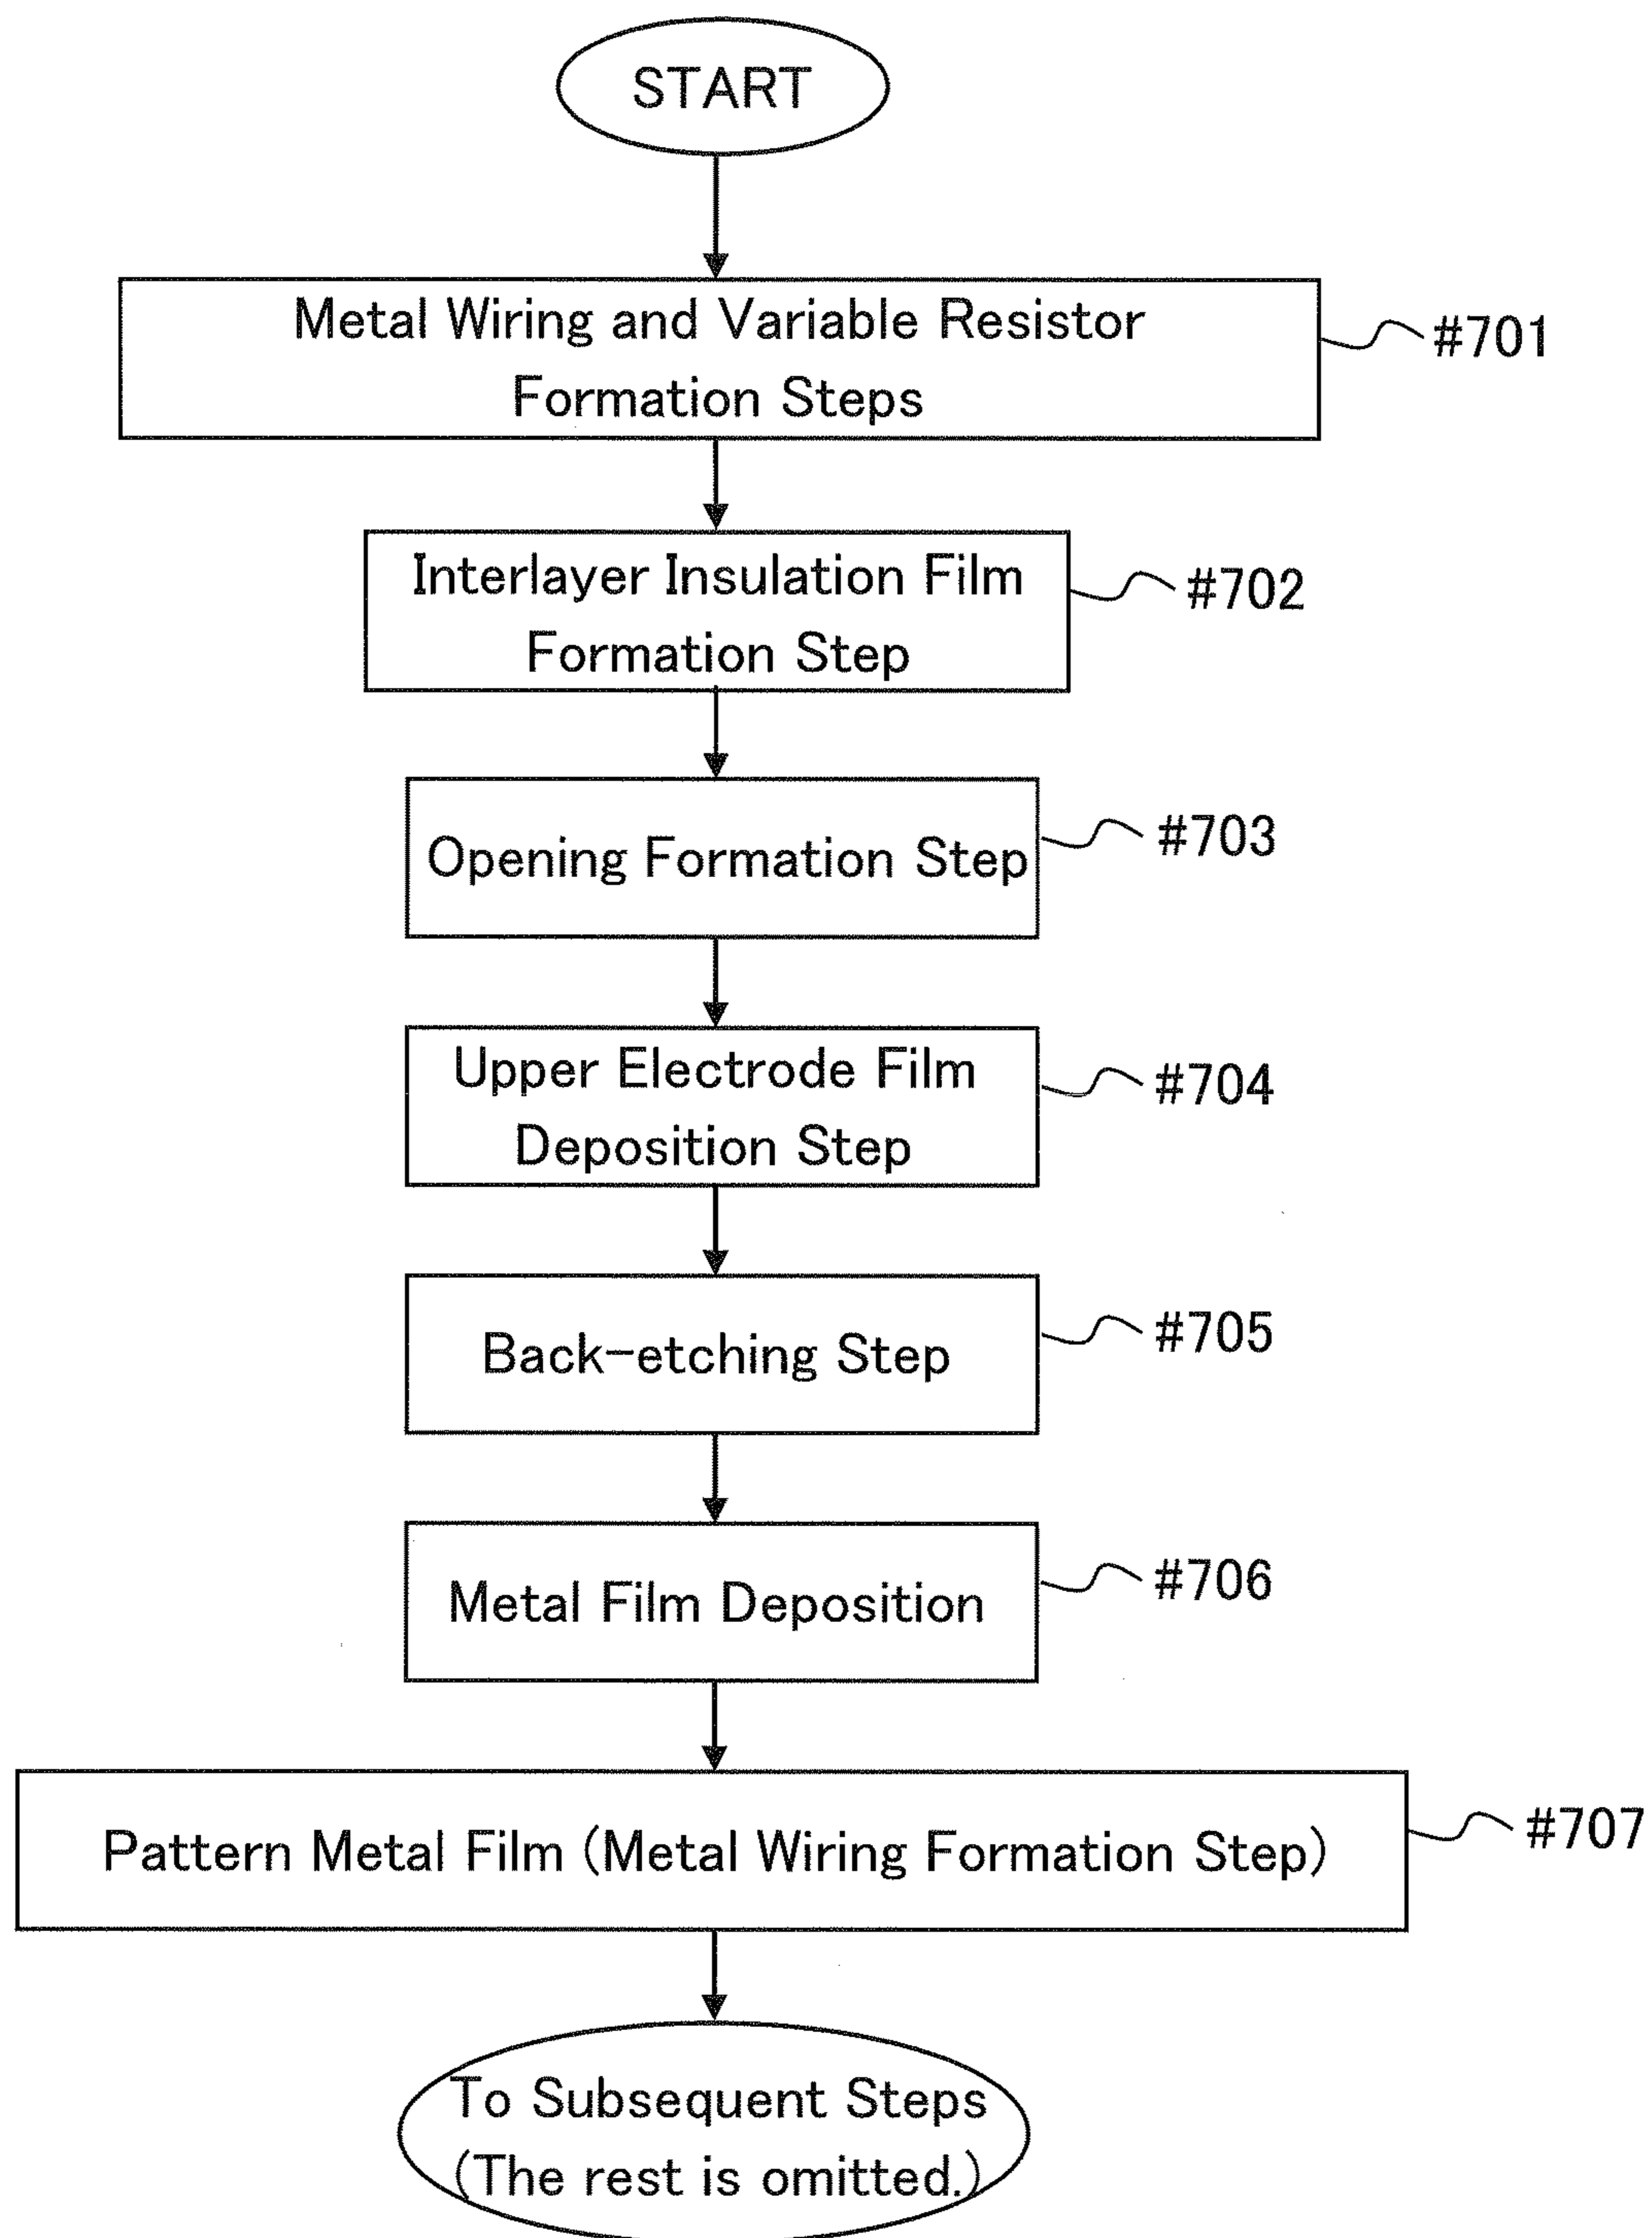 START
Metal Wiring and Variable Resistor
Formation Steps
#701
Interlayer Insulation Film
Formation Step
#702
Opening Formation Step
#703
Upper Electrode Film
Deposition Step
#704
Back-etching Step
#705
Metal Film Deposition
#706
Pattern Metal Film (Metal Wiring Formation Step)
#707
To Subsequent Steps
(The rest is omitted.)